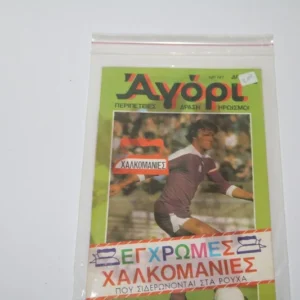 Αγόρι
ΠΕΡΙΠΕΤΕΙΕΣ ΔΡΑΣΗ ΗΡΩΙΣΜΟΙ
ΧΑΛΚΟΜΑΝΙΕΣ
ΕΓΧΡΩΜΕΣ
ΧΑΛΚΟΜΑΝΙΕΣ
ΠΟΥ ΣΙΔΕΡΩΝΟΝΤΑΙ ΣΤΑ ΡΟΥΧΑ